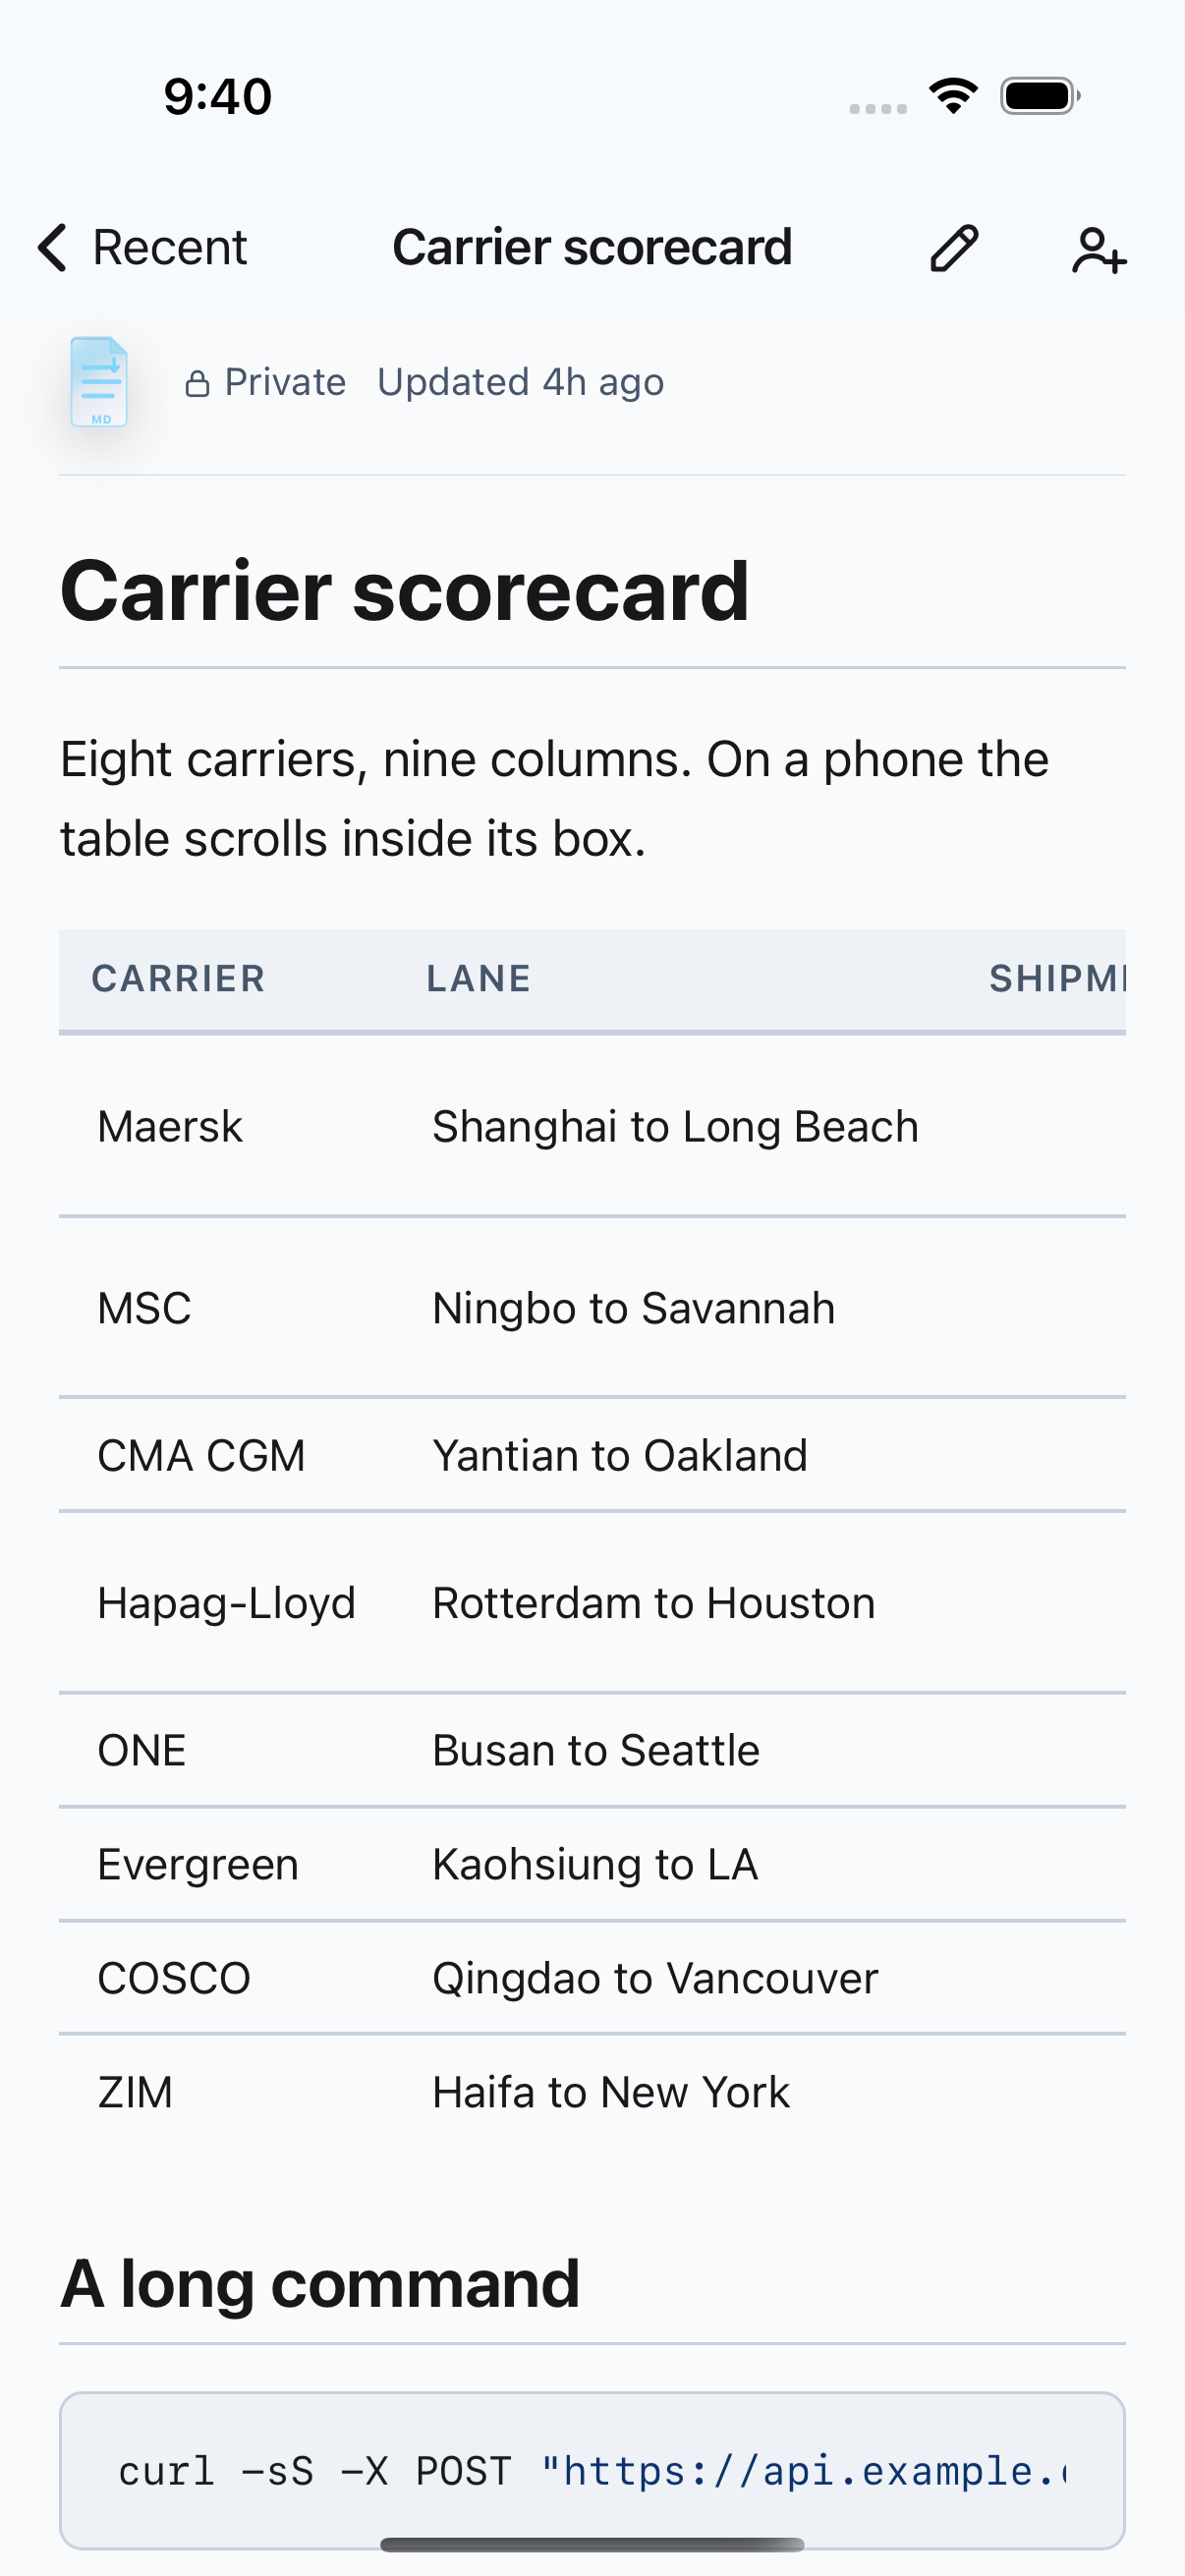 9:40
Recent
Carrier scorecard
MD
Private Updated 4h ago
Carrier scorecard
Eight carriers, nine columns. On a phone the
table scrolls inside its box.
CARRIER LANE SHIPM
Maersk Shanghai to Long Beach
MSC Ningbo to Savannah
CMA CGM Yantian to Oakland
Hapag-Lloyd Rotterdam to Houston
ONE Busan to Seattle
Evergreen Kaohsiung to LA
COSCO Qingdao to Vancouver
ZIM Haifa to New York
A long command
curl -sS -X POST "https://api.example.